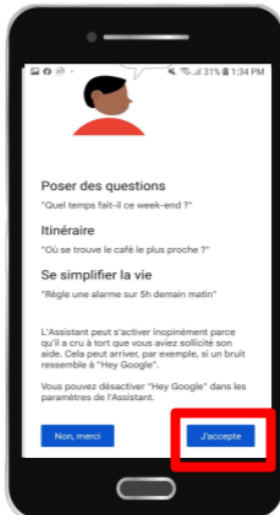 31% 1:34 PM
Poser des questions
"Quel temps fait-il ce week-end ?"
Itinéraire
"Où se trouve le café le plus proche ?"
Se simplifier la vie
"Règle une alarme sur 5h demain matin"
L'Assistant peut s'activer inopinément parce
qu'il a cru à tort que vous aviez sollicité son
aide. Cela peut arriver, par exemple, si un bruit
ressemble à "Hey Google".
Vous pouvez désactiver "Hey Google" dans les
paramètres de l'Assistant.
Non, merci
J'accepte